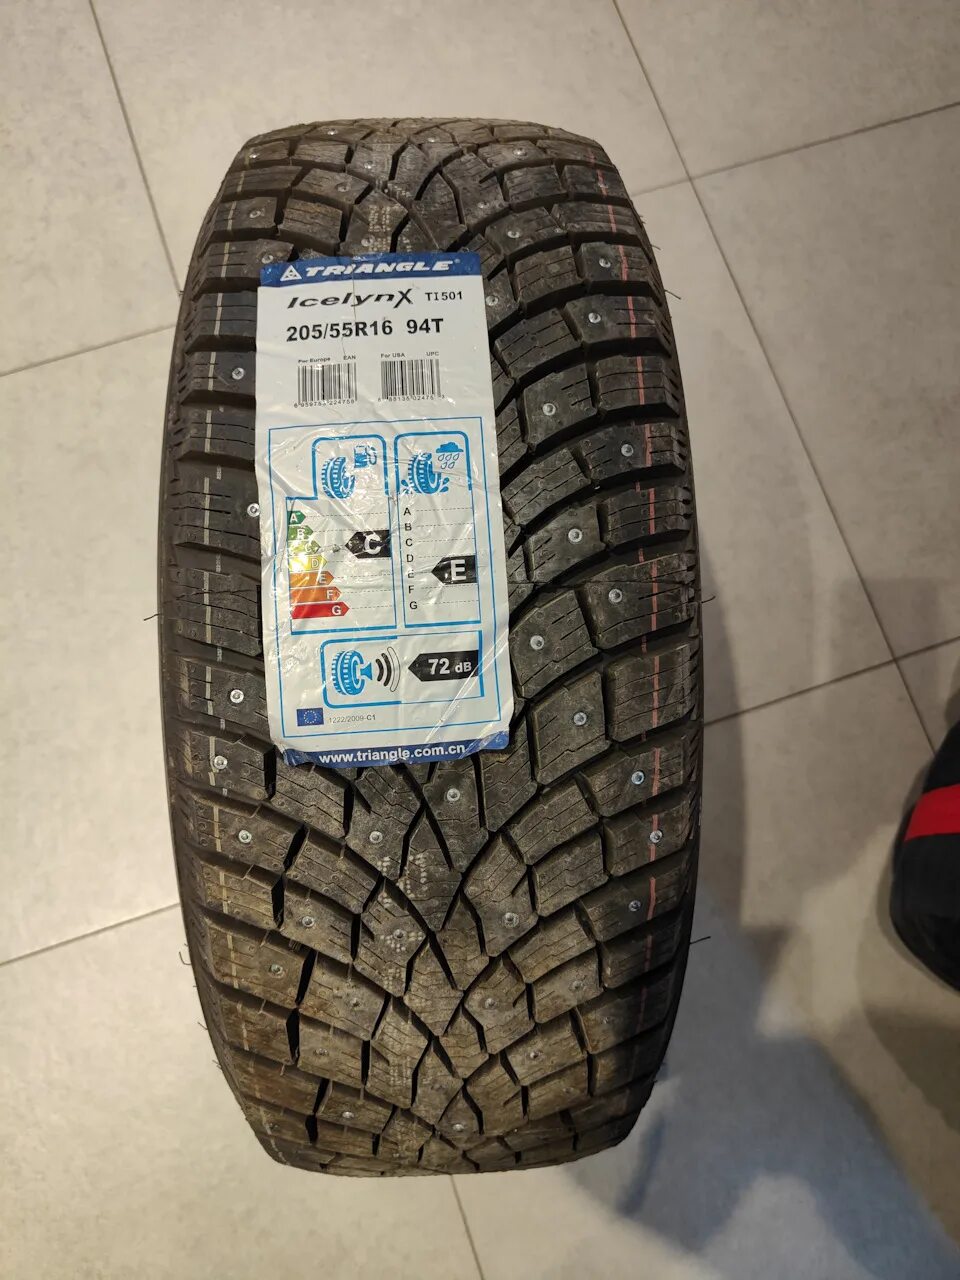 TRIANGLE
IcelynX TI501
205/55R16 94T
For Europe EAN For USA UPC
A
B
C
D
E
F
G
C
A
B
C
D
E
F
G
E
72 dB
1222/2009-C1
www.triangle.com.cn